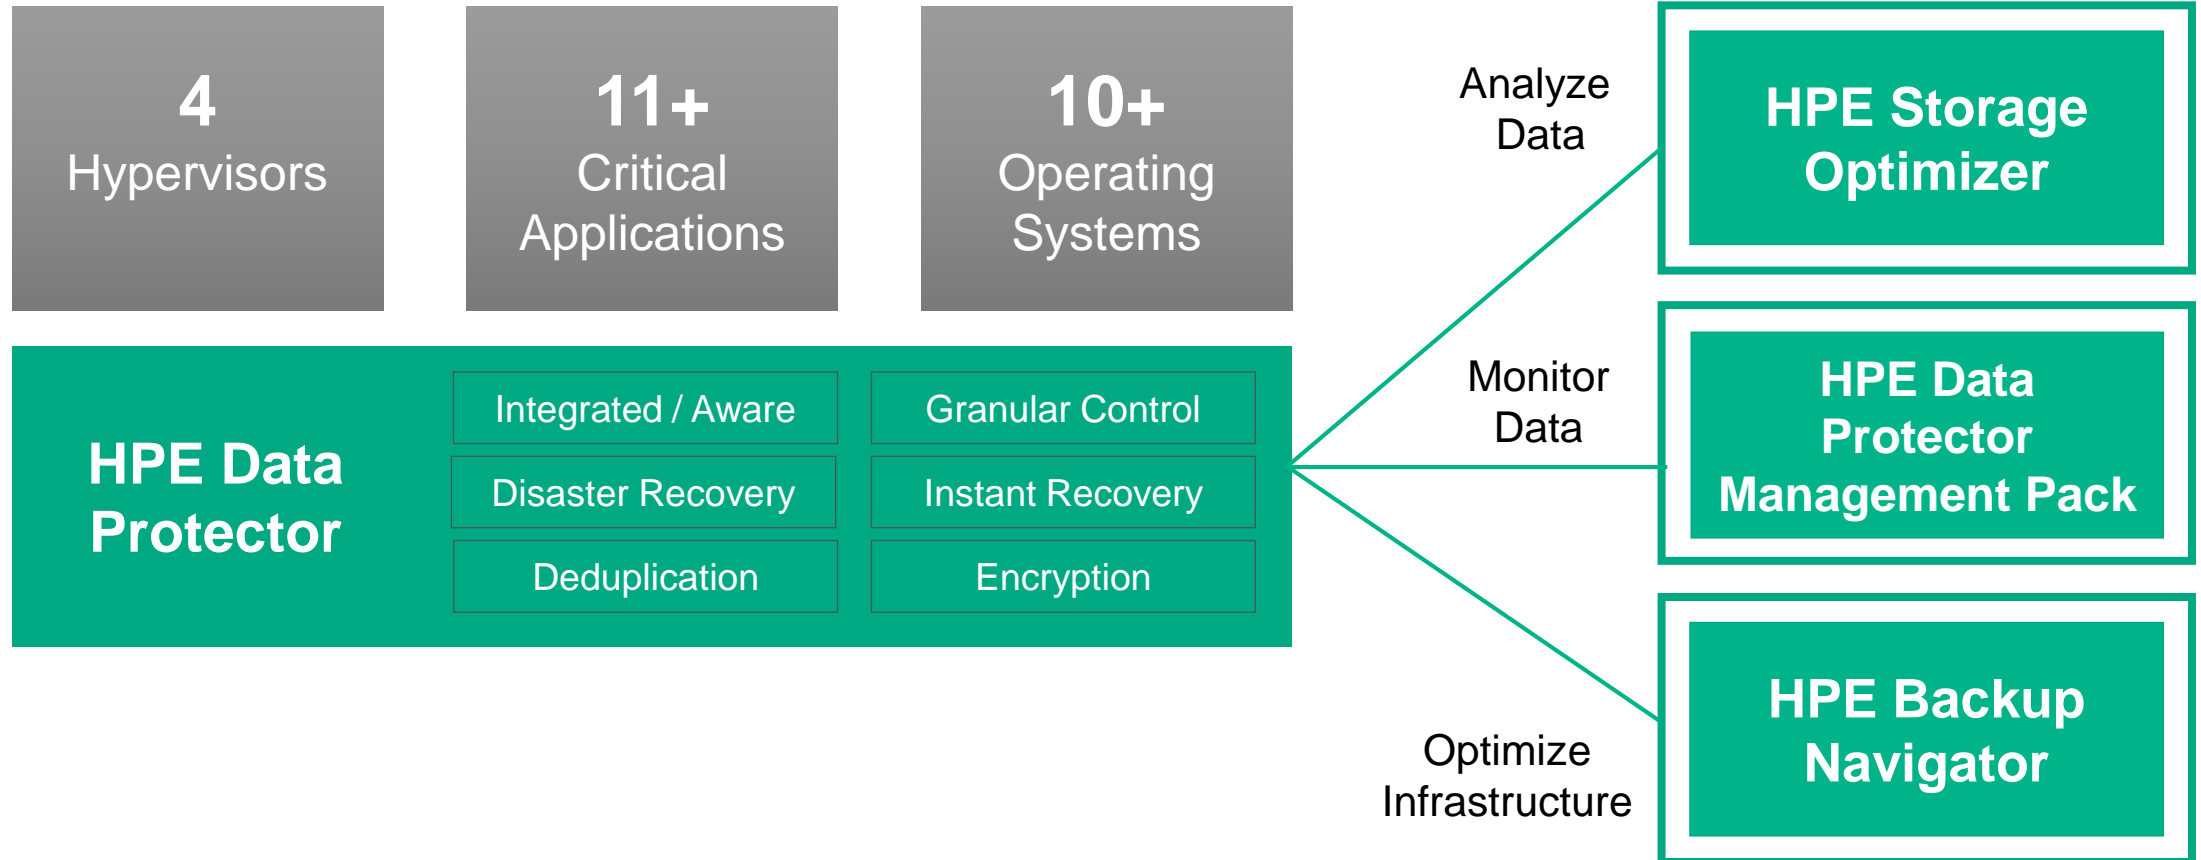 4
Hypervisors
11+
Critical
Applications
10+
Operating
Systems
HPE Data
Protector
Integrated / Aware
Granular Control
Disaster Recovery
Instant Recovery
Deduplication
Encryption
Analyze
Data
HPE Storage
Optimizer
Monitor
Data
HPE Data
Protector
Management Pack
Optimize
Infrastructure
HPE Backup
Navigator